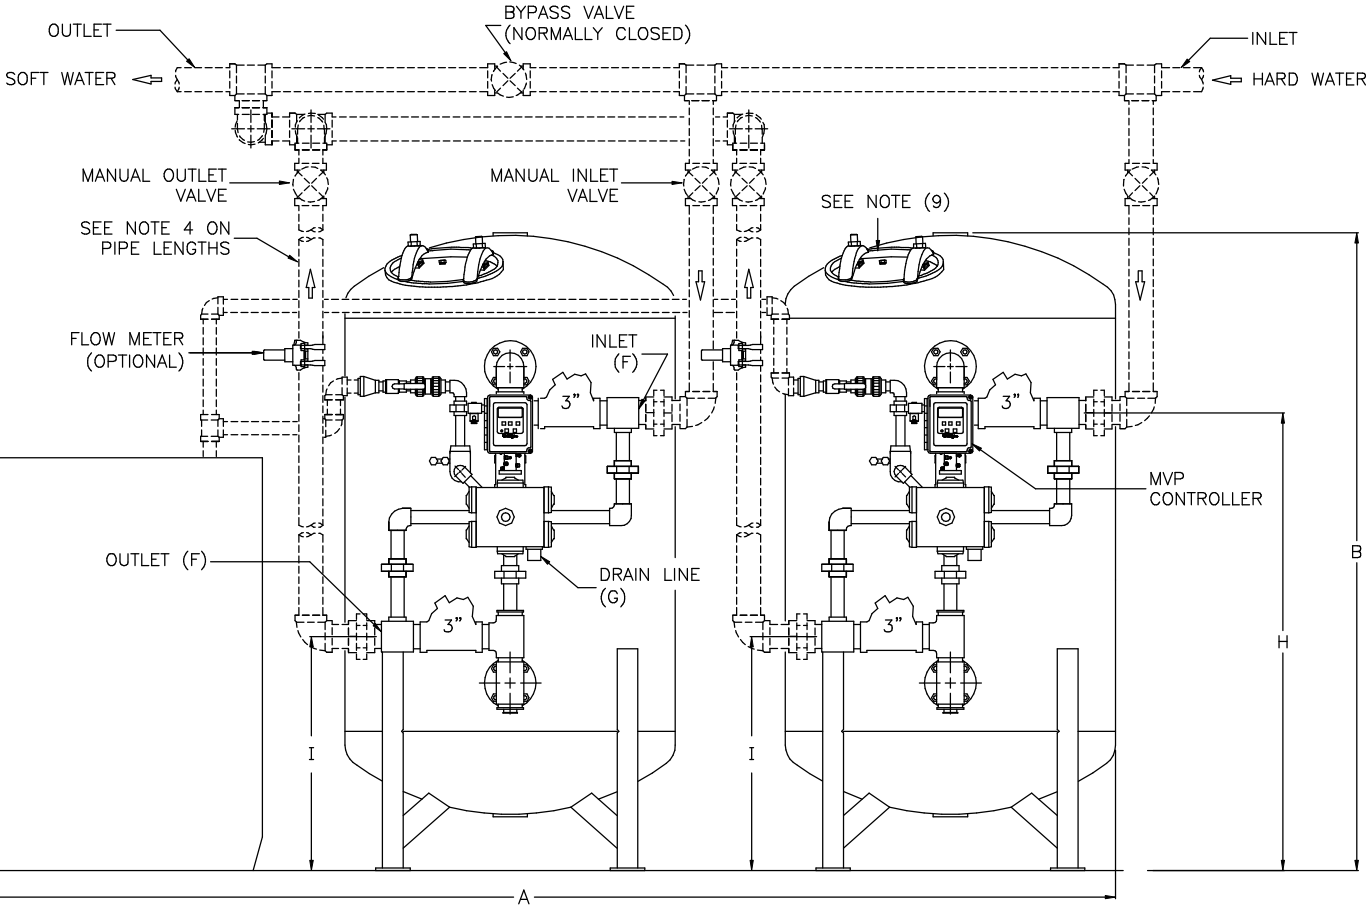 BYPASS VALVE
(NORMALLY CLOSED)
OUTLET
INLET
SOFT WATER
HARD WATER
MANUAL OUTLET
VALVE
MANUAL INLET
VALVE
SEE NOTE (9)
SEE NOTE 4 ON
PIPE LENGTHS
FLOW METER
(OPTIONAL)
INLET
(F)
3"
3"
MVP
CONTROLLER
B
OUTLET (F)
DRAIN LINE
(G)
3"
3"
H
I
I
A